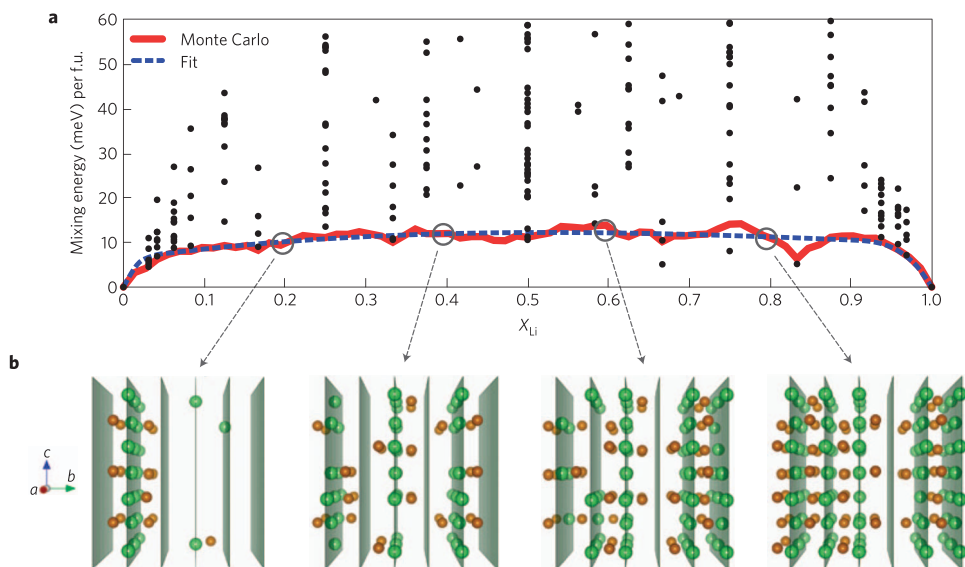 a
Mixing energy (meV) per f.u.
60
50
40
30
20
10
0
Monte Carlo
Fit
0 0.1 0.2 0.3 0.4 0.5 0.6 0.7 0.8 0.9 1.0
XLi
b
c
a b